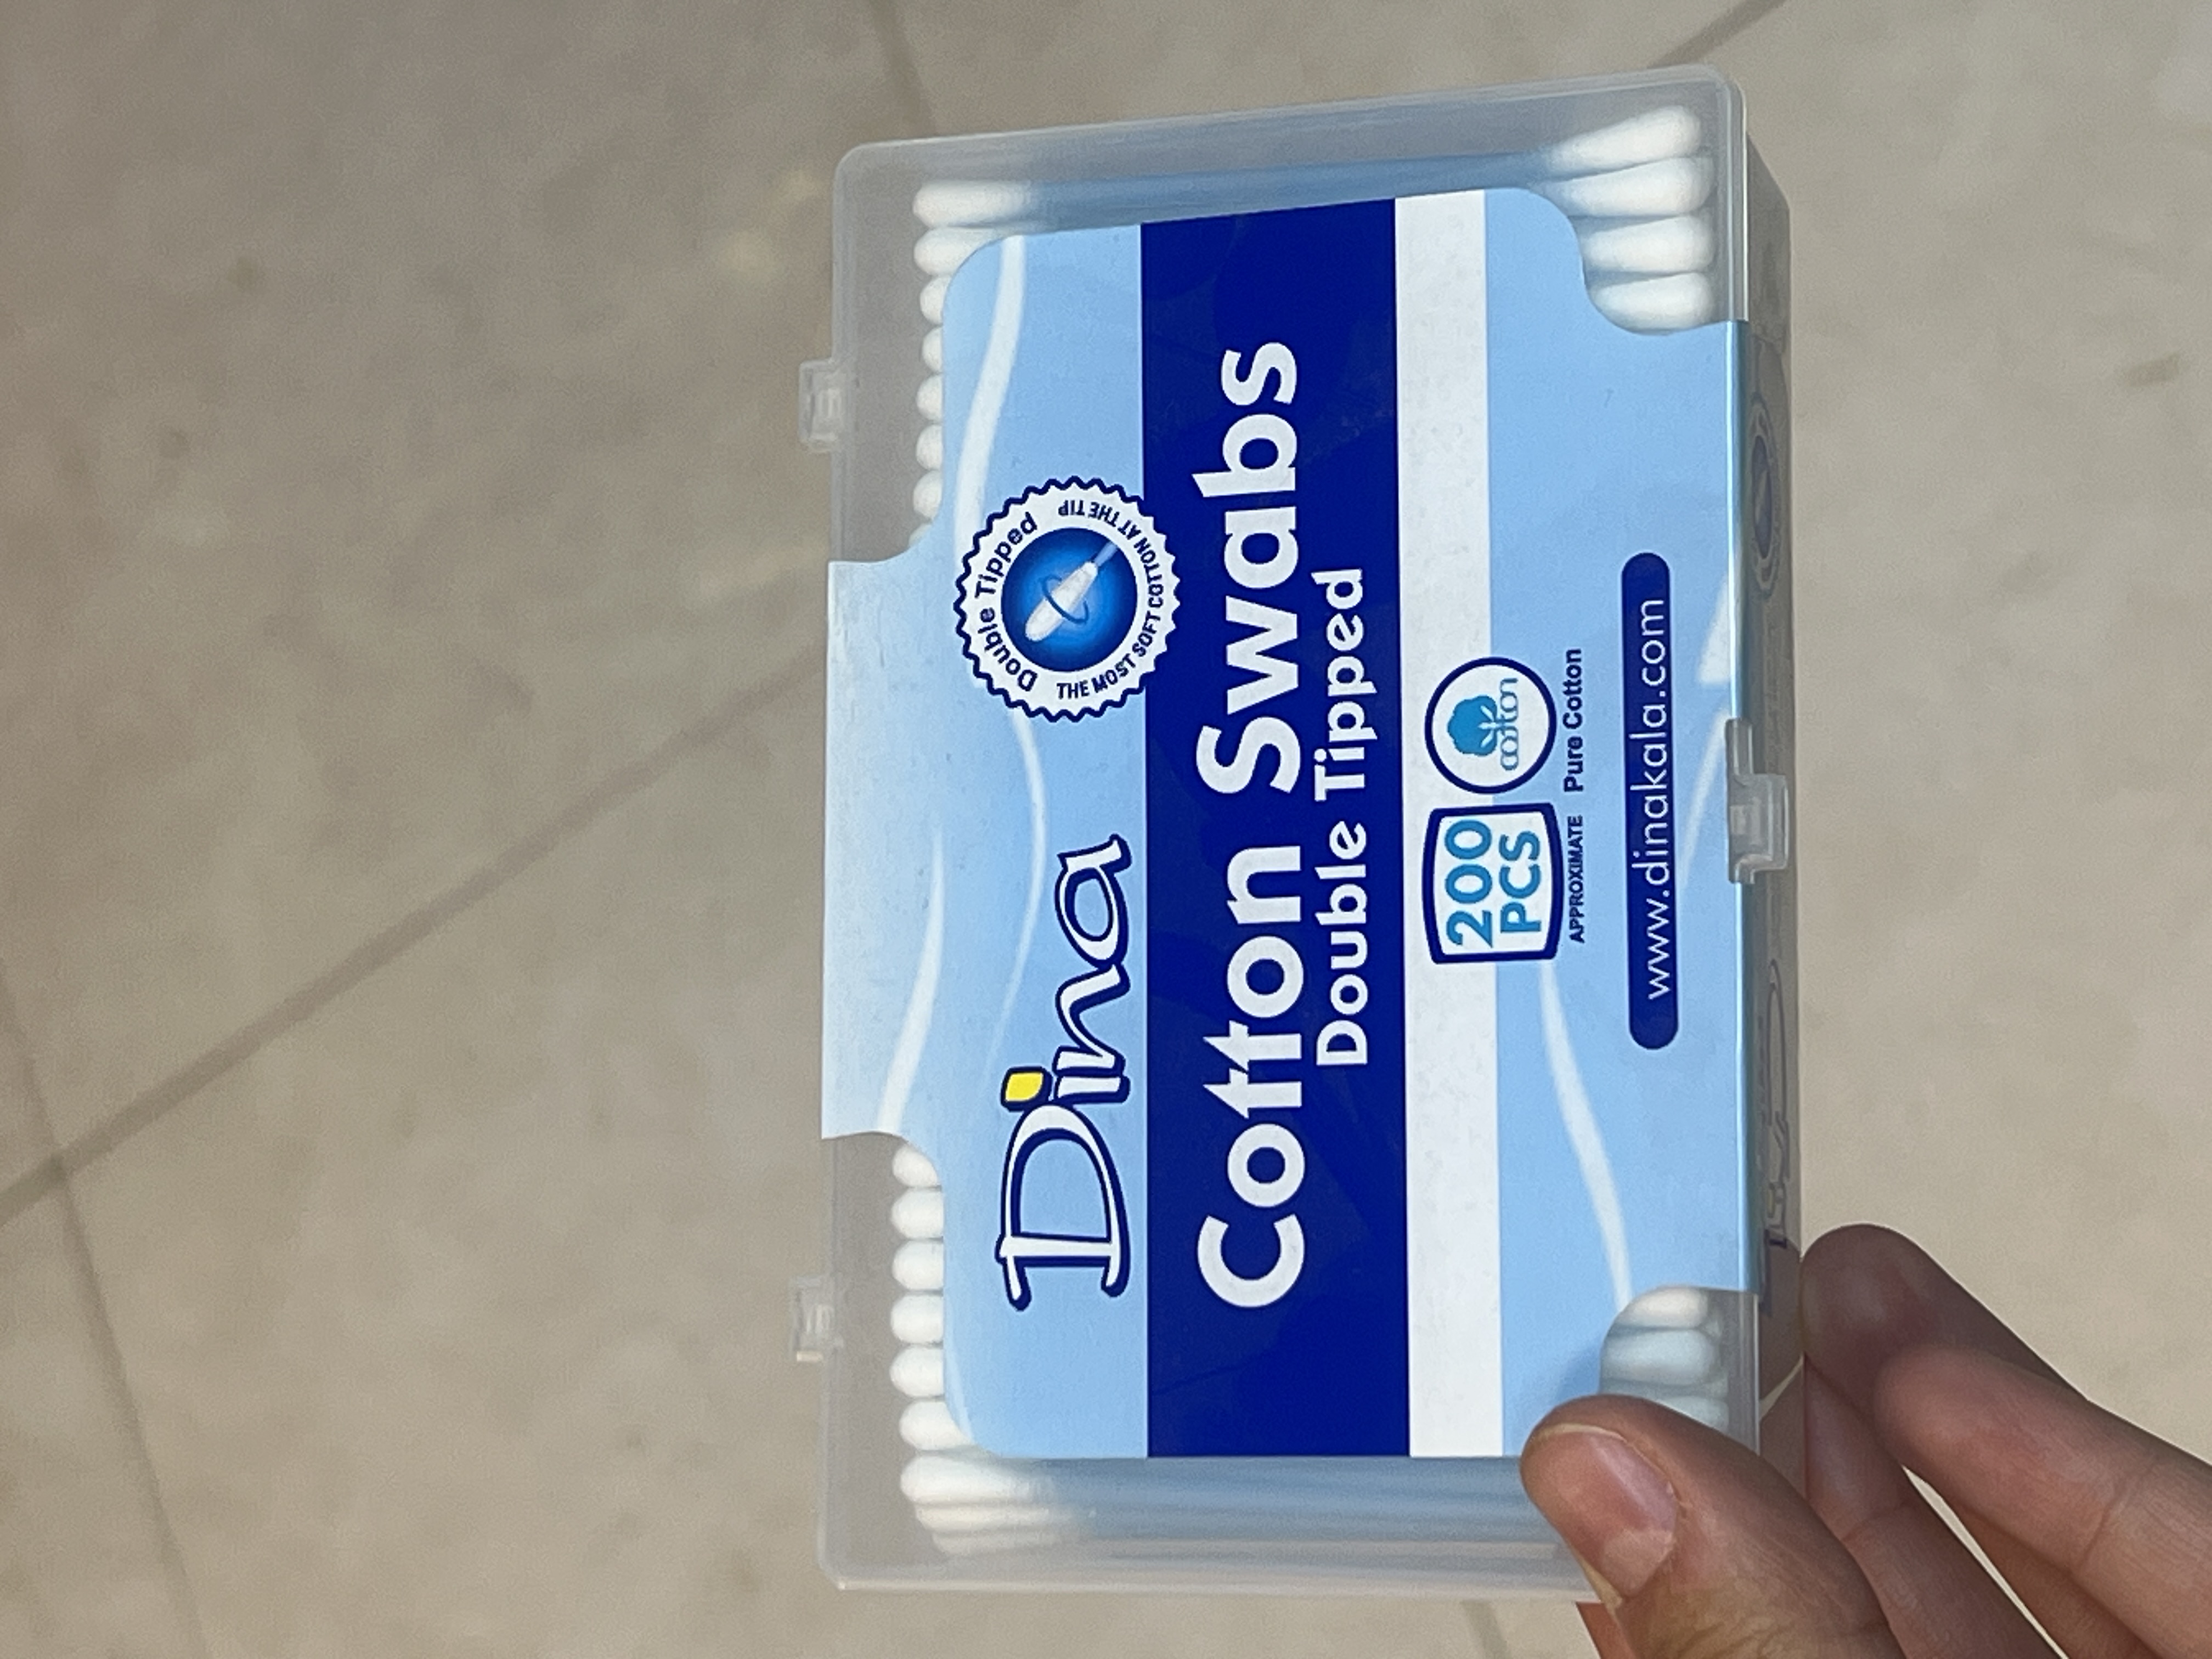 Dina
Double Tipped
THE MOST SOFT COTTON AT THE TIP
Cotton Swabs
Double Tipped
200
PCS
cotton
APPROXIMATE
Pure Cotton
www.dinakala.com